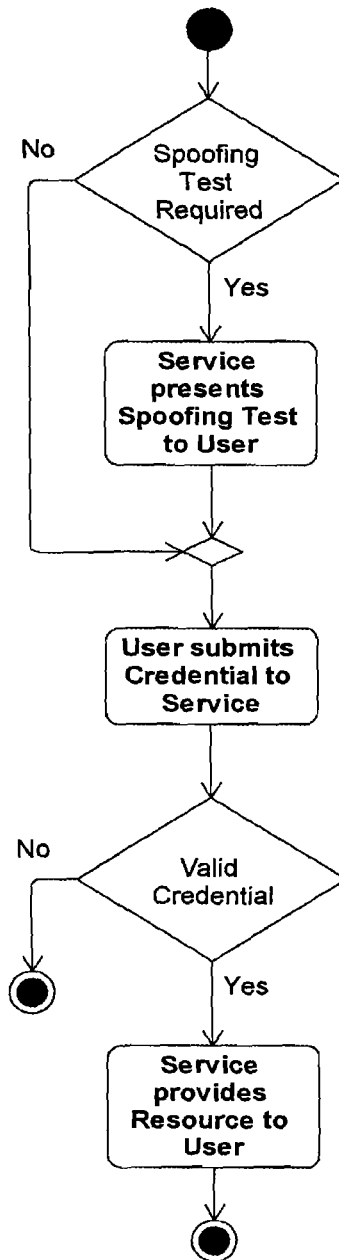 No
Spoofing
Test
Required
Yes
Service
presents
Spoofing Test
to User
User submits
Credential to
Service
No
Valid
Credential
Yes
Service
provides
Resource to
User